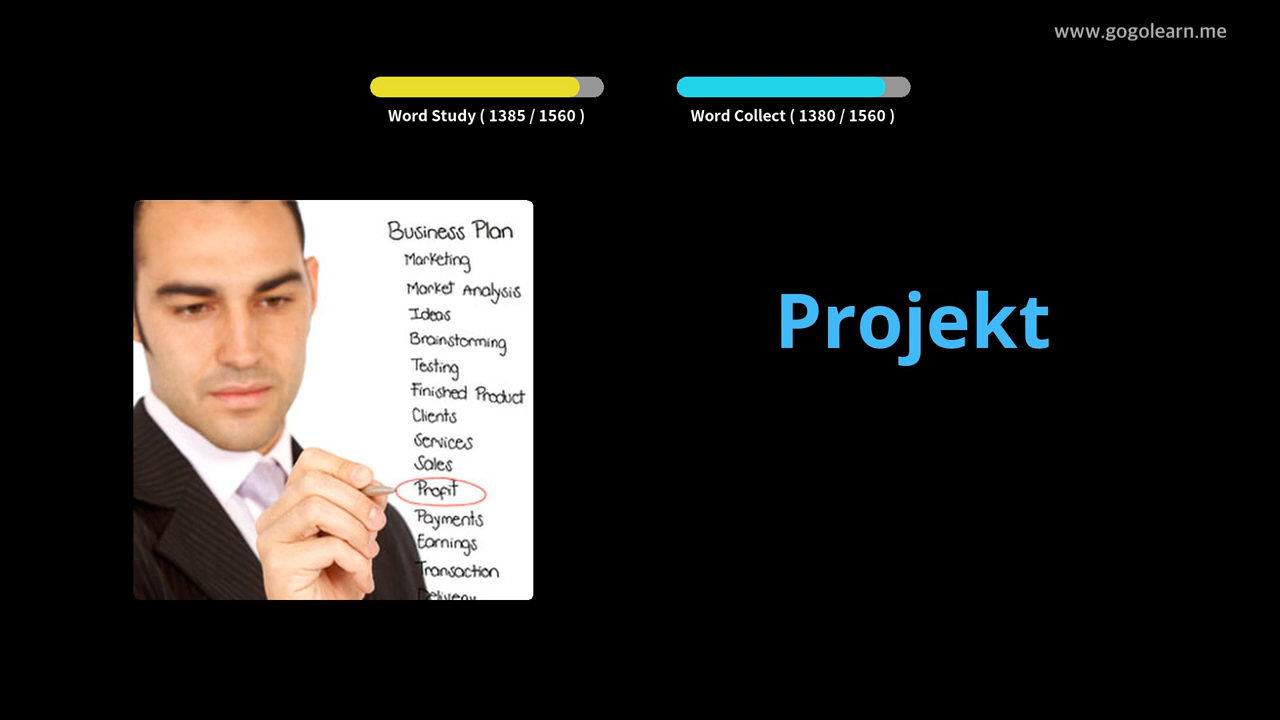 www.gogolearn.me
Word Study ( 1385 / 1560 )
Word Collect ( 1380 / 1560 )
Business Plan
Marketing
Market Analysis
Ideas
Brainstorming
Testing
Finished Product
Clients
Services
Sales
Profit
Payments
Earnings
Transaction
Delivery
Projekt